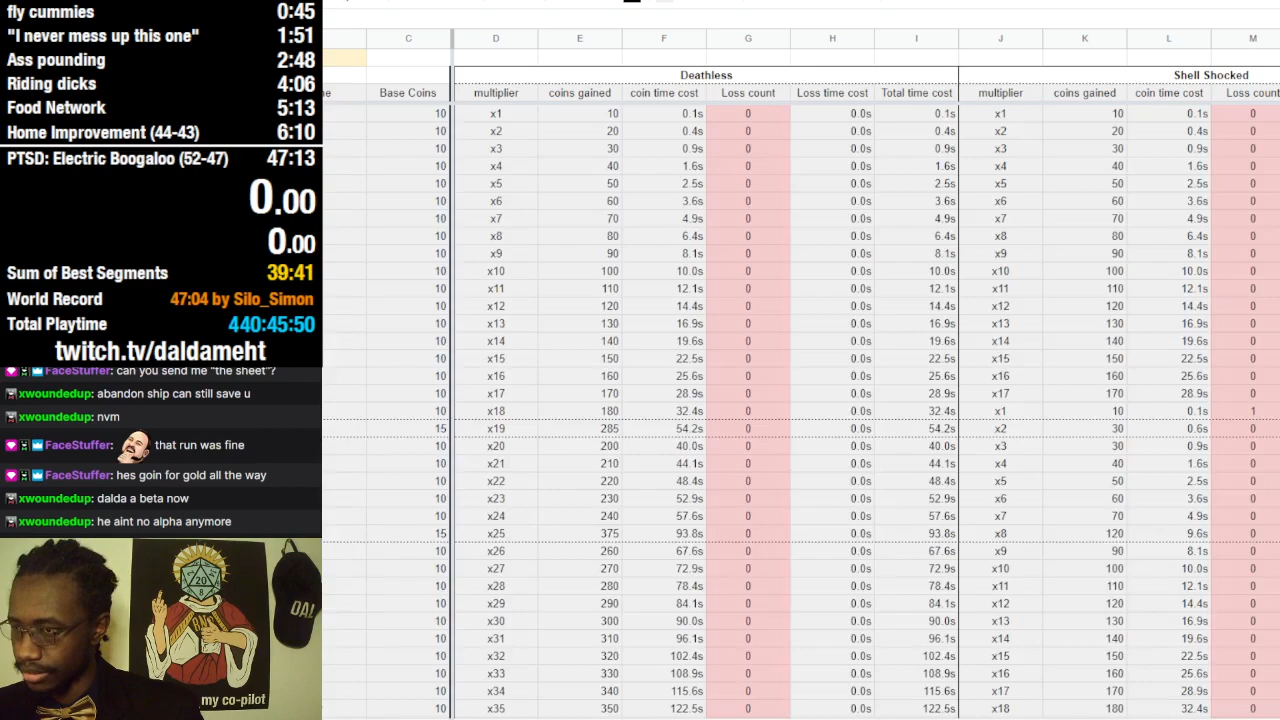 fly cummies 0:45
"I never mess up this one" 1:51
Ass pounding 2:48
Riding dicks 4:06
Food Network 5:13
Home Improvement (44-43) 6:10
PTSD: Electric Boogaloo (52-47) 47:13
0.00
0.00
Sum of Best Segments 39:41
World Record 47:04 by Silo_Simon
Total Playtime 440:45:50
twitch.tv/daldameht
FaceStuffer: can you send me "the sheet"?
xwoundedup: abandon ship can still save u
xwoundedup: nvm
FaceStuffer: that run was fine
FaceStuffer: hes goin for gold all the way
xwoundedup: dalda a beta now
xwoundedup: he aint no alpha anymore
20
8
DAL
my co-pilot
C D E F G H I J K L M
Deathless Shell Shocked
Base Coins multiplier coins gained coin time cost Loss count Loss time cost Total time cost multiplier coins gained coin time cost Loss count
10 x1 10 0.1s 0 0.0s 0.1s x1 10 0.1s 0
10 x2 20 0.4s 0 0.0s 0.4s x2 20 0.4s 0
10 x3 30 0.9s 0 0.0s 0.9s x3 30 0.9s 0
10 x4 40 1.6s 0 0.0s 1.6s x4 40 1.6s 0
10 x5 50 2.5s 0 0.0s 2.5s x5 50 2.5s 0
10 x6 60 3.6s 0 0.0s 3.6s x6 60 3.6s 0
10 x7 70 4.9s 0 0.0s 4.9s x7 70 4.9s 0
10 x8 80 6.4s 0 0.0s 6.4s x8 80 6.4s 0
10 x9 90 8.1s 0 0.0s 8.1s x9 90 8.1s 0
10 x10 100 10.0s 0 0.0s 10.0s x10 100 10.0s 0
10 x11 110 12.1s 0 0.0s 12.1s x11 110 12.1s 0
10 x12 120 14.4s 0 0.0s 14.4s x12 120 14.4s 0
10 x13 130 16.9s 0 0.0s 16.9s x13 130 16.9s 0
10 x14 140 19.6s 0 0.0s 19.6s x14 140 19.6s 0
10 x15 150 22.5s 0 0.0s 22.5s x15 150 22.5s 0
10 x16 160 25.6s 0 0.0s 25.6s x16 160 25.6s 0
10 x17 170 28.9s 0 0.0s 28.9s x17 170 28.9s 0
10 x18 180 32.4s 0 0.0s 32.4s x1 10 0.1s 1
15 x19 285 54.2s 0 0.0s 54.2s x2 30 0.6s 0
10 x20 200 40.0s 0 0.0s 40.0s x3 30 0.9s 0
10 x21 210 44.1s 0 0.0s 44.1s x4 40 1.6s 0
10 x22 220 48.4s 0 0.0s 48.4s x5 50 2.5s 0
10 x23 230 52.9s 0 0.0s 52.9s x6 60 3.6s 0
10 x24 240 57.6s 0 0.0s 57.6s x7 70 4.9s 0
15 x25 375 93.8s 0 0.0s 93.8s x8 120 9.6s 0
10 x26 260 67.6s 0 0.0s 67.6s x9 90 8.1s 0
10 x27 270 72.9s 0 0.0s 72.9s x10 100 10.0s 0
10 x28 280 78.4s 0 0.0s 78.4s x11 110 12.1s 0
10 x29 290 84.1s 0 0.0s 84.1s x12 120 14.4s 0
10 x30 300 90.0s 0 0.0s 90.0s x13 130 16.9s 0
10 x31 310 96.1s 0 0.0s 96.1s x14 140 19.6s 0
10 x32 320 102.4s 0 0.0s 102.4s x15 150 22.5s 0
10 x33 330 108.9s 0 0.0s 108.9s x16 160 25.6s 0
10 x34 340 115.6s 0 0.0s 115.6s x17 170 28.9s 0
10 x35 350 122.5s 0 0.0s 122.5s x18 180 32.4s 0